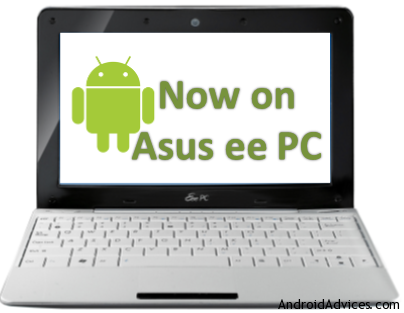 Now on
Asus ee PC
Eee PC
AndroidAdvices.com